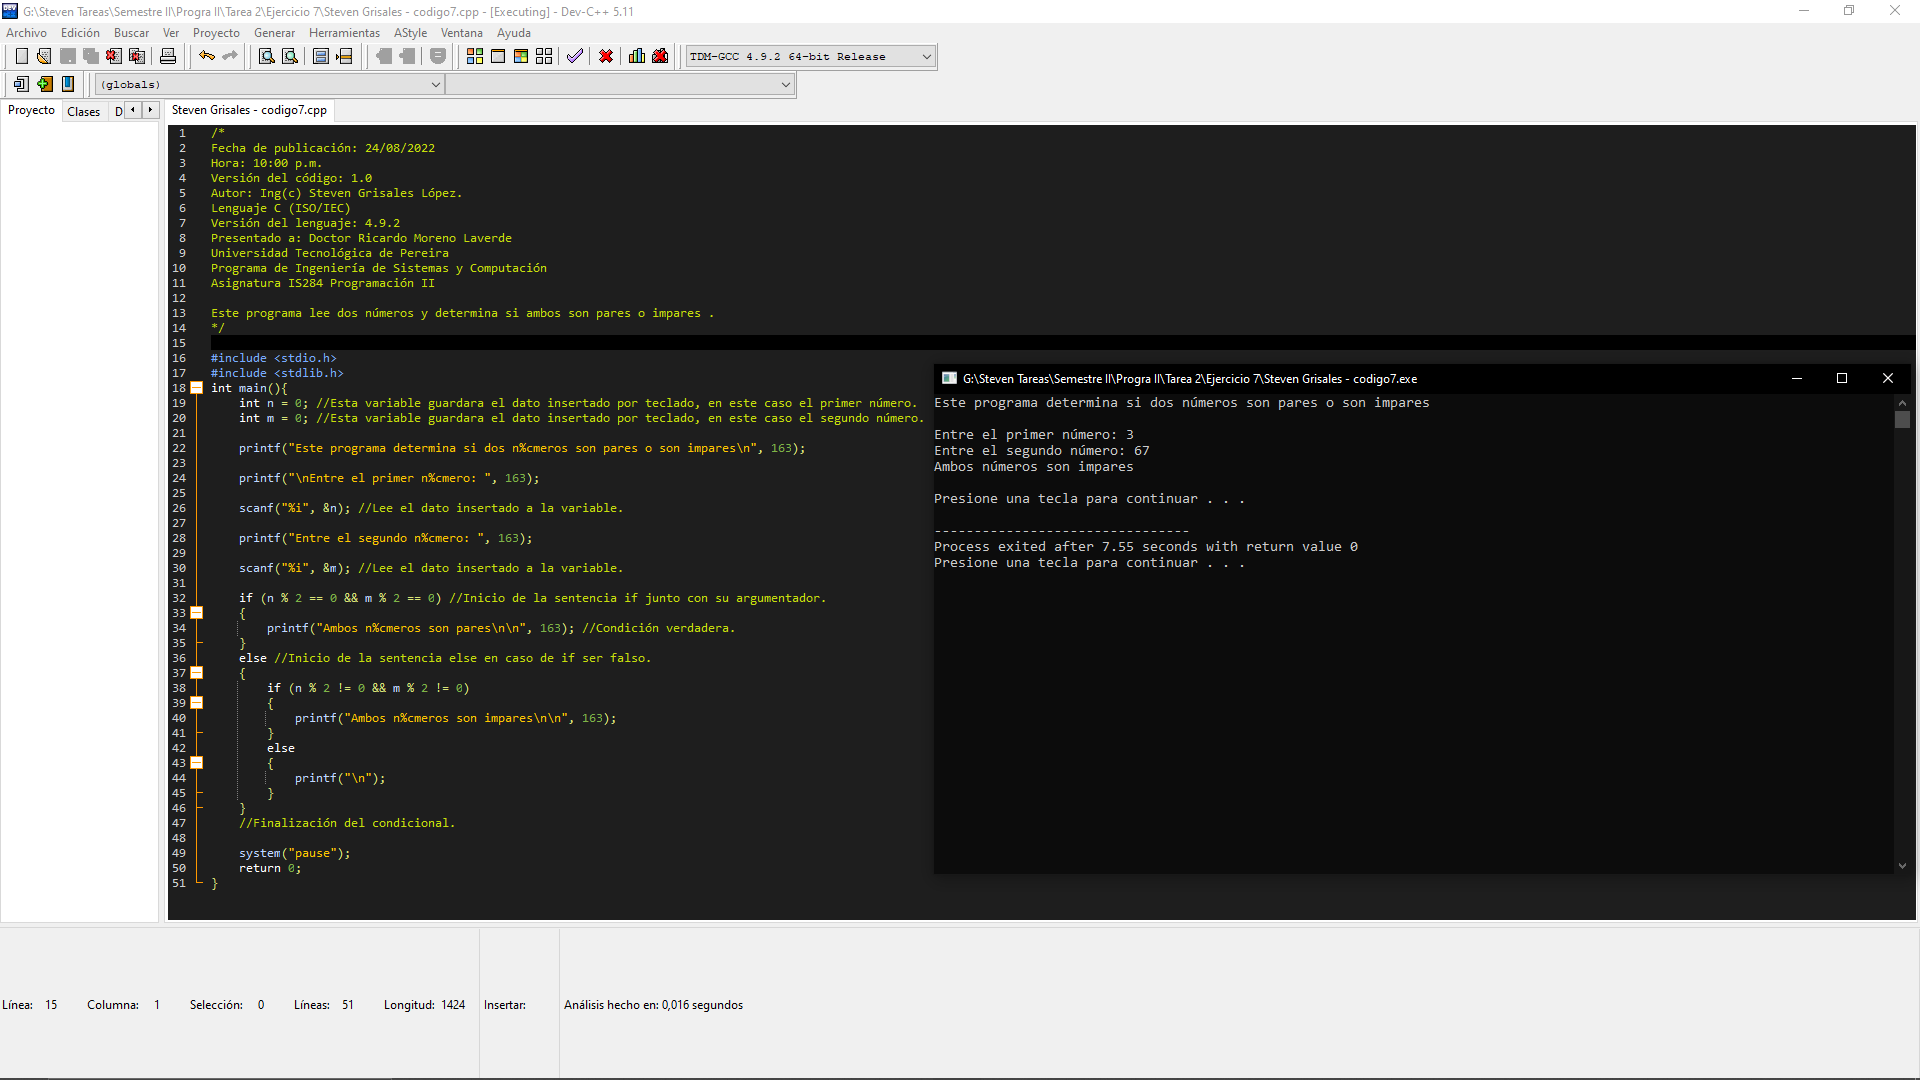 G:\Steven Tareas\Semestre II\Progra II\Tarea 2\Ejercicio 7\Steven Grisales - codigo7.cpp - [Executing] - Dev-C++ 5.11
Archivo Edición Buscar Ver Proyecto Generar Herramientas AStyle Ventana Ayuda
TDM-GCC 4.9.2 64-bit Release
(globals)
Proyecto Clases D
Steven Grisales - codigo7.cpp
1 /*
2 Fecha de publicación: 24/08/2022
3 Hora: 10:00 p.m.
4 Versión del código: 1.0
5 Autor: Ing(c) Steven Grisales López.
6 Lenguaje C (ISO/IEC)
7 Versión del lenguaje: 4.9.2
8 Presentado a: Doctor Ricardo Moreno Laverde
9 Universidad Tecnológica de Pereira
10 Programa de Ingeniería de Sistemas y Computación
11 Asignatura IS284 Programación II
12
13 Este programa lee dos números y determina si ambos son pares o impares .
14 */
15
16 #include <stdio.h>
17 #include <stdlib.h>
18 int main(){
19 int n = 0; //Esta variable guardara el dato insertado por teclado, en este caso el primer número.
20 int m = 0; //Esta variable guardara el dato insertado por teclado, en este caso el segundo número.
21
22 printf("Este programa determina si dos n%cmeros son pares o son impares\n", 163);
23
24 printf("\nEntre el primer n%cmero: ", 163);
25
26 scanf("%i", &n); //Lee el dato insertado a la variable.
27
28 printf("Entre el segundo n%cmero: ", 163);
29
30 scanf("%i", &m); //Lee el dato insertado a la variable.
31
32 if (n % 2 == 0 && m % 2 == 0) //Inicio de la sentencia if junto con su argumentador.
33 {
34 printf("Ambos n%cmeros son pares\n\n", 163); //Condición verdadera.
35 }
36 else //Inicio de la sentencia else en caso de if ser falso.
37 {
38 if (n % 2 != 0 && m % 2 != 0)
39 {
40 printf("Ambos n%cmeros son impares\n\n", 163);
41 }
42 else
43 {
44 printf("\n");
45 }
46 }
47 //Finalización del condicional.
48
49 system("pause");
50 return 0;
51 }
G:\Steven Tareas\Semestre II\Progra II\Tarea 2\Ejercicio 7\Steven Grisales - codigo7.exe
Este programa determina si dos números son pares o son impares
Entre el primer número: 3
Entre el segundo número: 67
Ambos números son impares
Presione una tecla para continuar . . .
--------------------------------
Process exited after 7.55 seconds with return value 0
Presione una tecla para continuar . . .
Línea: 15 Columna: 1 Selección: 0 Líneas: 51 Longitud: 1424 Insertar: Análisis hecho en: 0,016 segundos